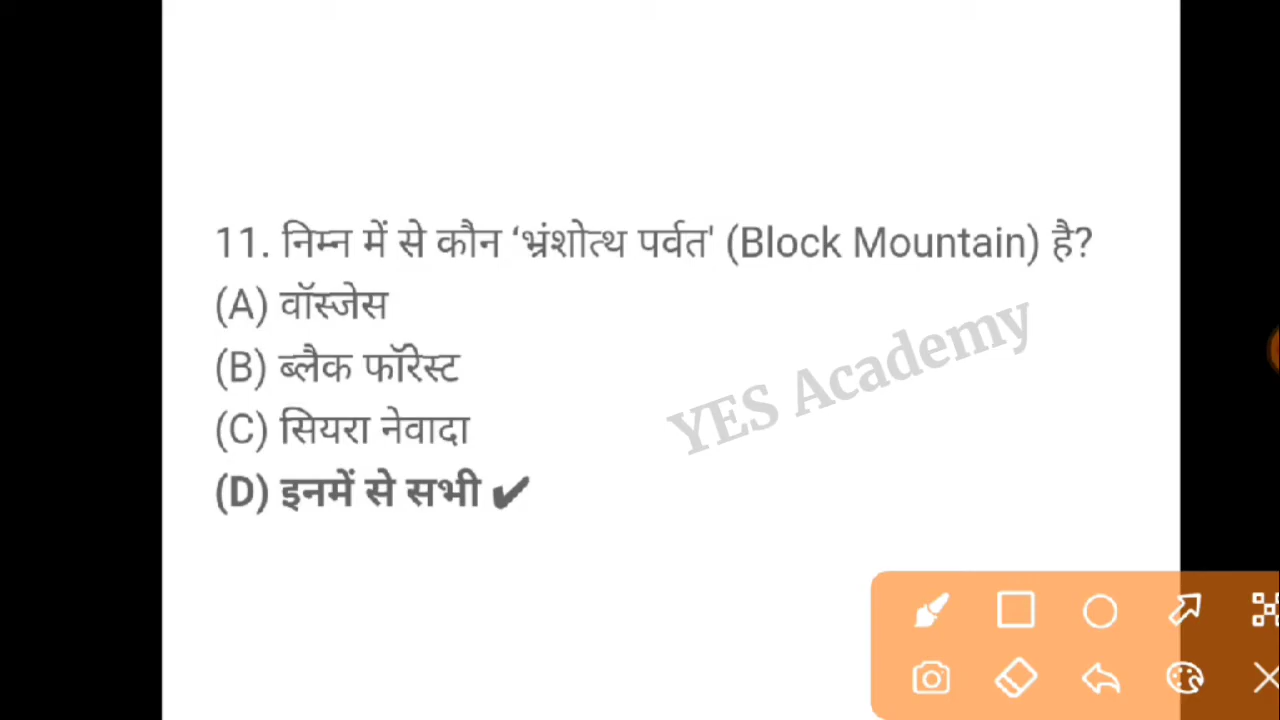 11. निम्न में से कौन ‘भ्रंशोत्थ पर्वत' (Block Mountain) है?
(A) वॉस्जेस
(B) ब्लैक फॉरेस्ट
(C) सियरा नेवादा
(D) इनमें से सभी ✔
YES Academy